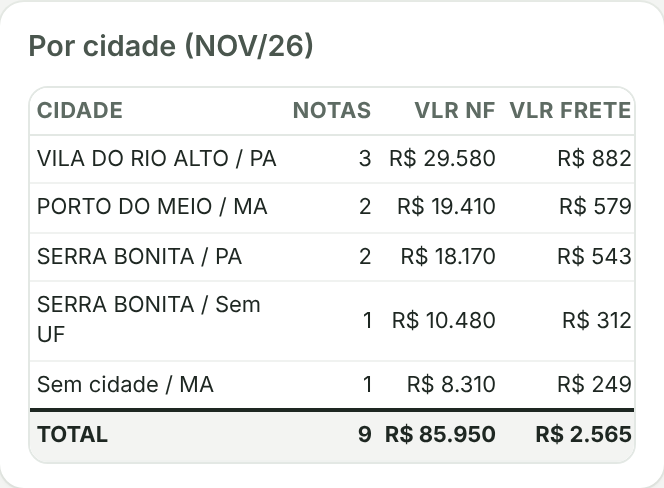 Por cidade (NOV/26)
CIDADE NOTAS VLR NF VLR FRETE
VILA DO RIO ALTO / PA 3 R$ 29.580 R$ 882
PORTO DO MEIO / MA 2 R$ 19.410 R$ 579
SERRA BONITA / PA 2 R$ 18.170 R$ 543
SERRA BONITA / Sem
UF 1 R$ 10.480 R$ 312
Sem cidade / MA 1 R$ 8.310 R$ 249
TOTAL 9 R$ 85.950 R$ 2.565